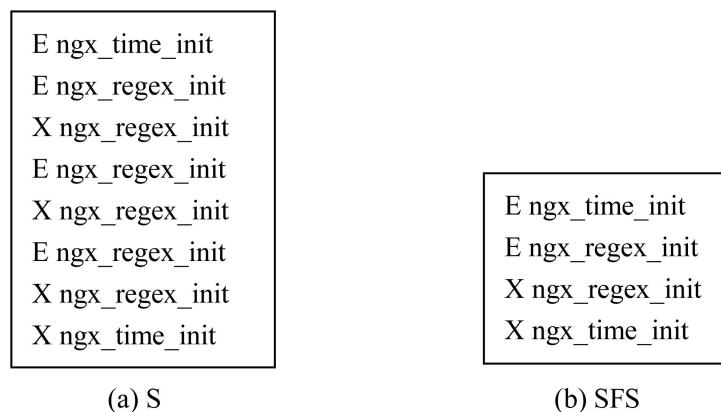 E ngx_time_init
E ngx_regex_init
X ngx_regex_init
E ngx_regex_init
X ngx_regex_init
E ngx_regex_init
X ngx_regex_init
X ngx_time_init
(a) S
E ngx_time_init
E ngx_regex_init
X ngx_regex_init
X ngx_time_init
(b) SFS